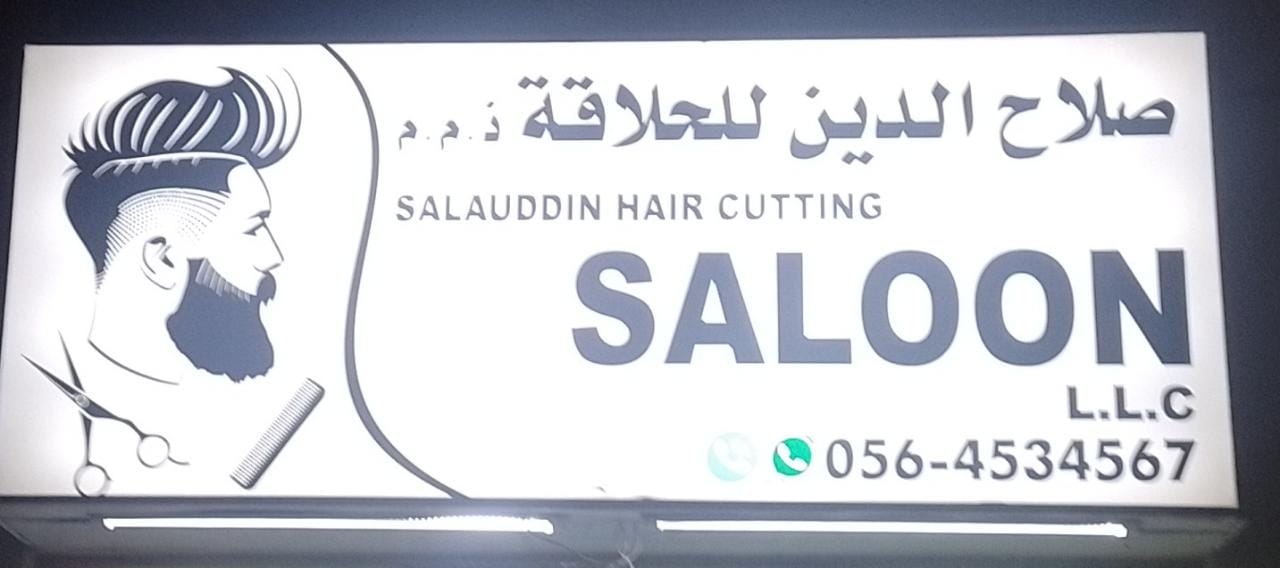 صلاح الدين للحلاقة ذ.م.م
SALAUDDIN HAIR CUTTING
SALOON
L.L.C
056-4534567